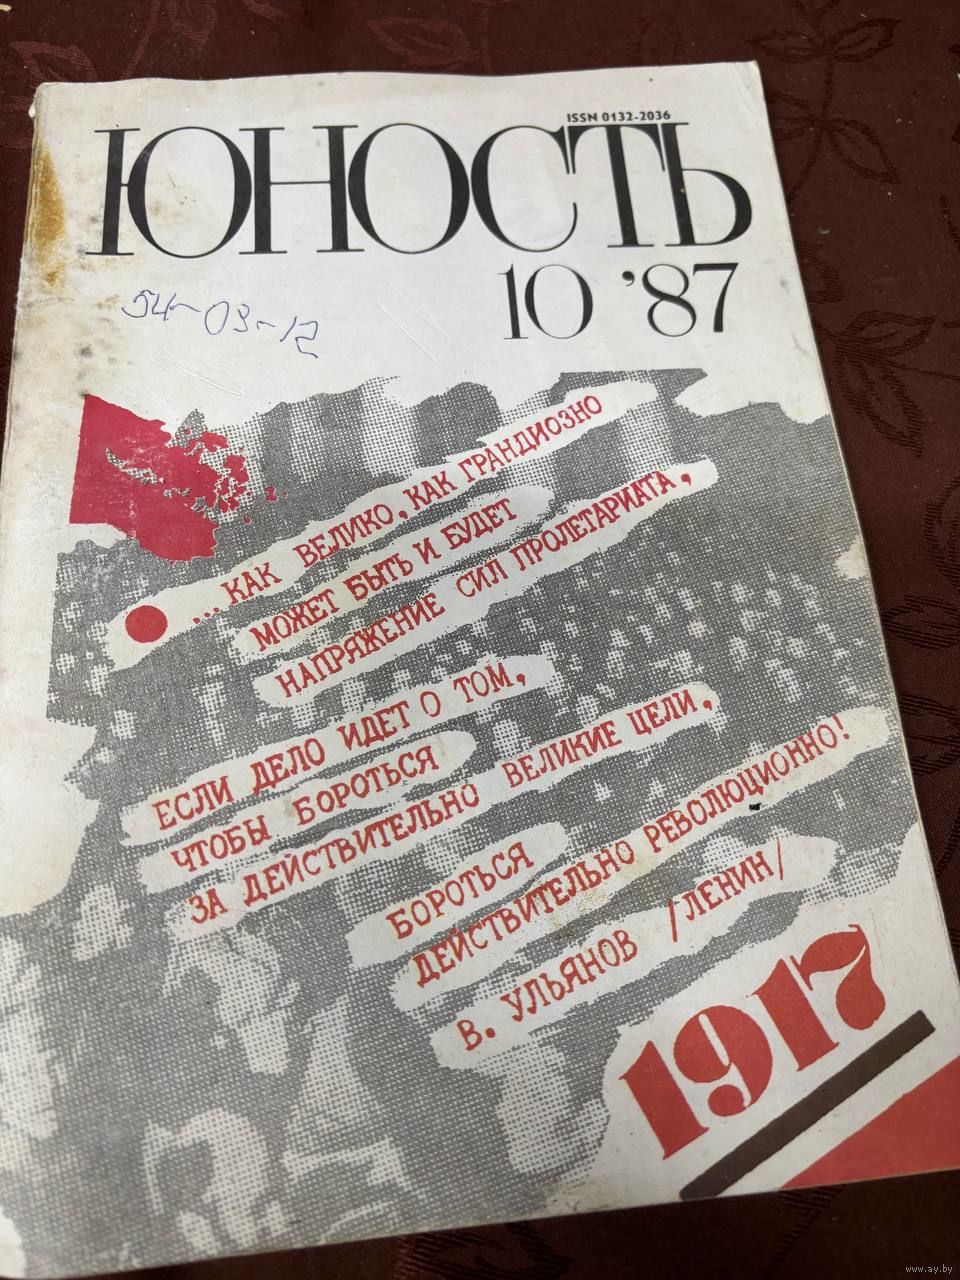 ISSN 0132-2036
ЮНОСТЬ
10 '87
54-03-12
...КАК ВЕЛИКО, КАК ГРАНДИОЗНО
МОЖЕТ БЫТЬ И БУДЕТ
НАПРЯЖЕНИЕ СИЛ ПРОЛЕТАРИАТА,
ЕСЛИ ДЕЛО ИДЕТ О ТОМ,
ЧТОБЫ БОРОТЬСЯ
ЗА ДЕЙСТВИТЕЛЬНО ВЕЛИКИЕ ЦЕЛИ,
БОРОТЬСЯ
ДЕЙСТВИТЕЛЬНО РЕВОЛЮЦИОННО!
В. УЛЬЯНОВ /ЛЕНИН/
1917
www.ay.by